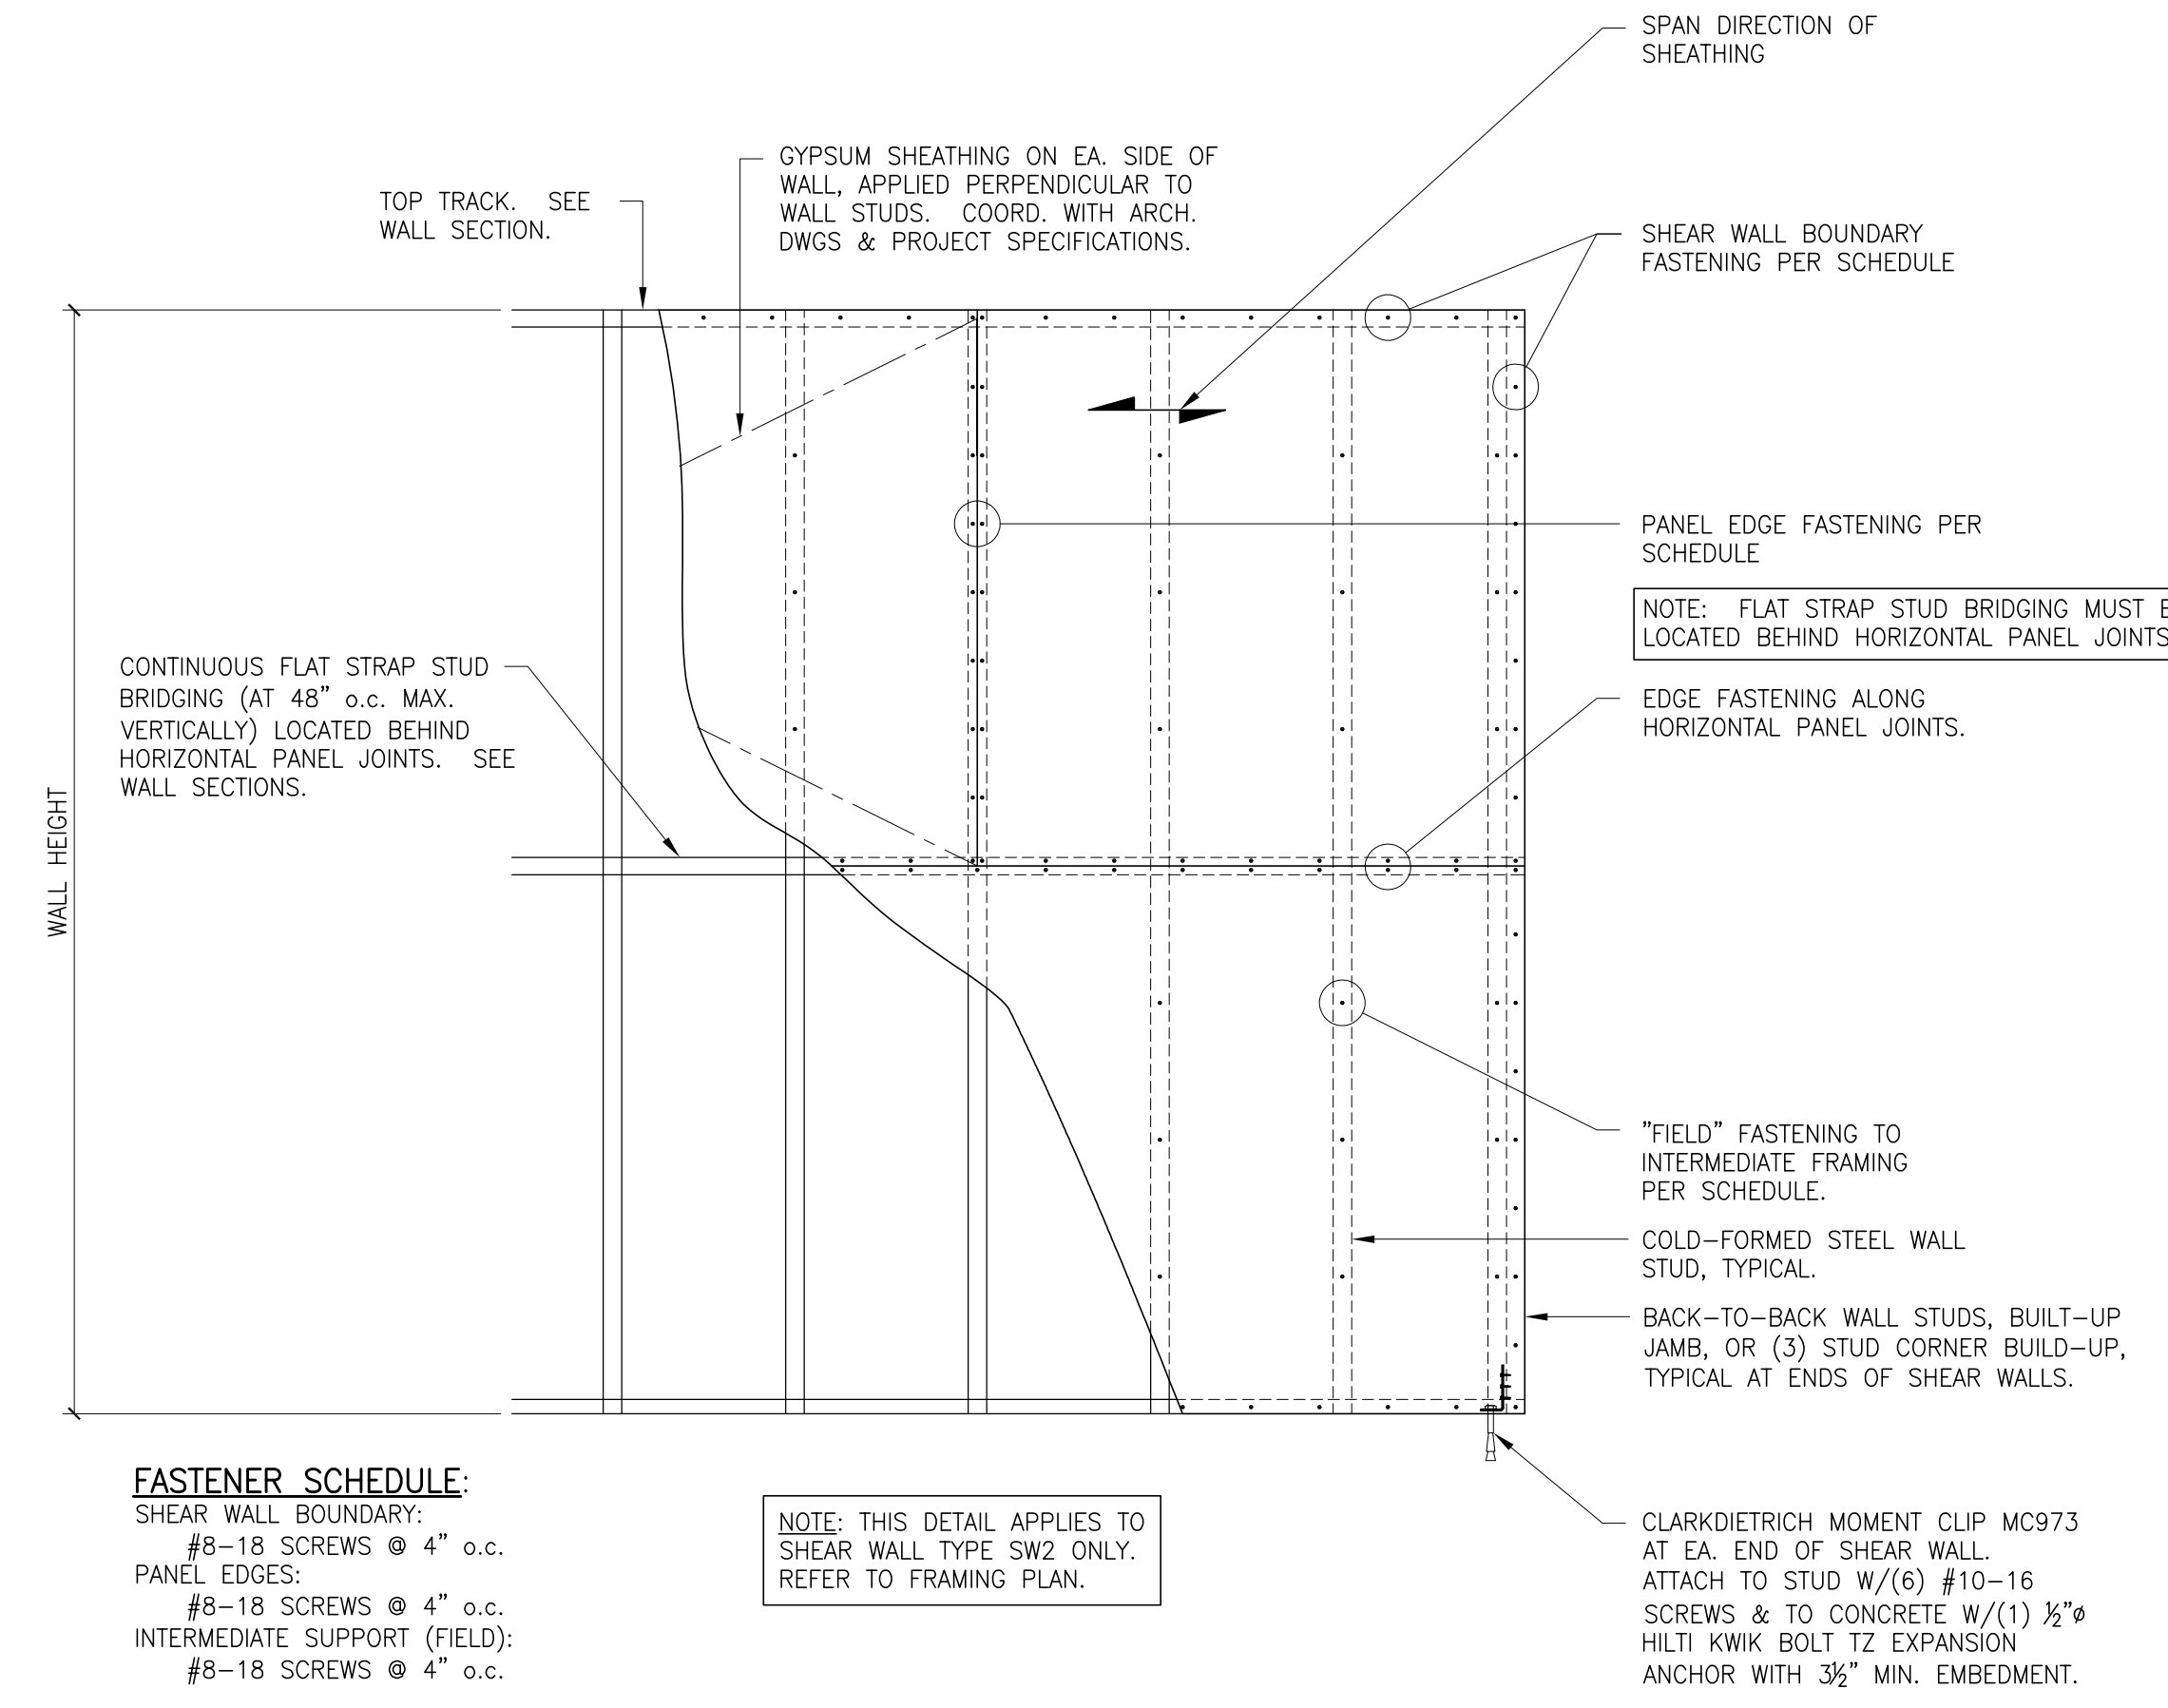 SPAN DIRECTION OF
SHEATHING
GYPSUM SHEATHING ON EA. SIDE OF
WALL, APPLIED PERPENDICULAR TO
WALL STUDS. COORD. WITH ARCH.
DWGS & PROJECT SPECIFICATIONS.
TOP TRACK. SEE
WALL SECTION.
SHEAR WALL BOUNDARY
FASTENING PER SCHEDULE
PANEL EDGE FASTENING PER
SCHEDULE
NOTE: FLAT STRAP STUD BRIDGING MUST
LOCATED BEHIND HORIZONTAL PANEL JOINTS
CONTINUOUS FLAT STRAP STUD
BRIDGING (AT 48" o.c. MAX.
VERTICALLY) LOCATED BEHIND
HORIZONTAL PANEL JOINTS. SEE
WALL SECTIONS.
EDGE FASTENING ALONG
HORIZONTAL PANEL JOINTS.
WALL HEIGHT
"FIELD" FASTENING TO
INTERMEDIATE FRAMING
PER SCHEDULE.
COLD-FORMED STEEL WALL
STUD, TYPICAL.
BACK-TO-BACK WALL STUDS, BUILT-UP
JAMB, OR (3) STUD CORNER BUILD-UP,
TYPICAL AT ENDS OF SHEAR WALLS.
FASTENER SCHEDULE:
SHEAR WALL BOUNDARY:
#8-18 SCREWS @ 4" o.c.
PANEL EDGES:
#8-18 SCREWS @ 4" o.c.
INTERMEDIATE SUPPORT (FIELD):
#8-18 SCREWS @ 4" o.c.
NOTE: THIS DETAIL APPLIES TO
SHEAR WALL TYPE SW2 ONLY.
REFER TO FRAMING PLAN.
CLARKDIETRICH MOMENT CLIP MC973
AT EA. END OF SHEAR WALL.
ATTACH TO STUD W/(6) #10-16
SCREWS & TO CONCRETE W/(1) ½"ø
HILTI KWIK BOLT TZ EXPANSION
ANCHOR WITH 3½" MIN. EMBEDMENT.